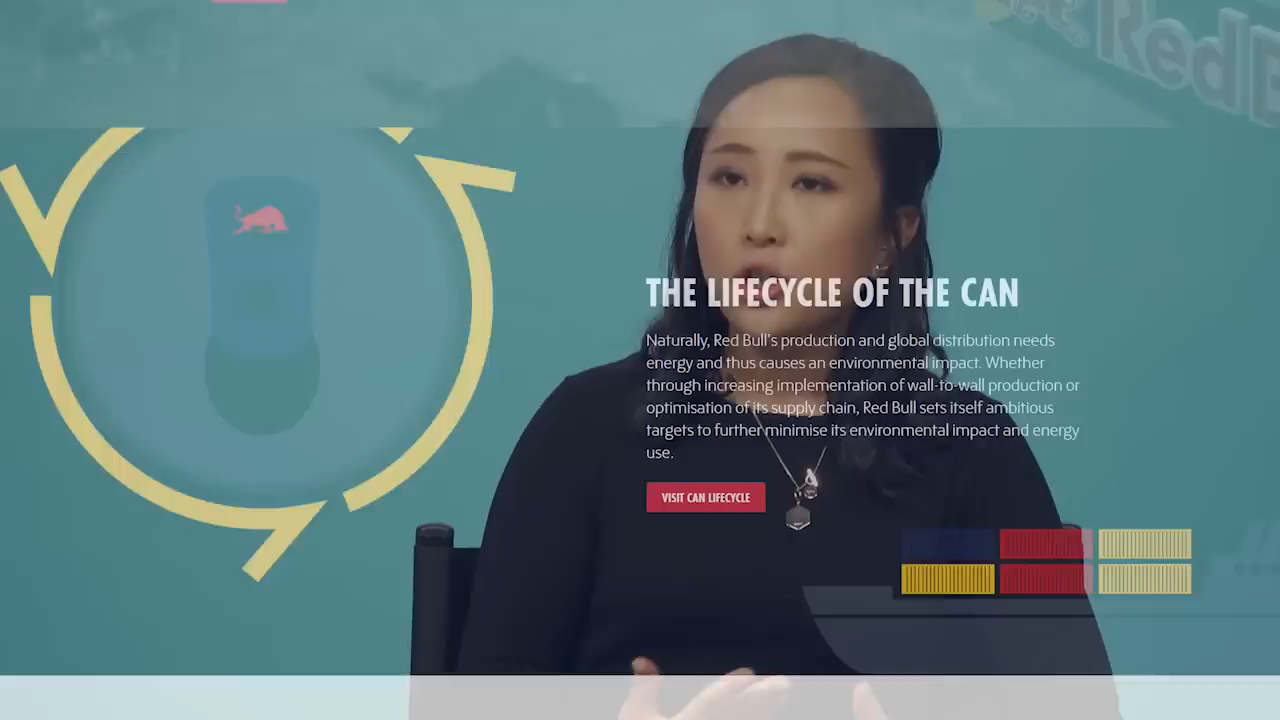 RedB
THE LIFECYCLE OF THE CAN
Naturally, Red Bull's production and global distribution needs
energy and thus causes an environmental impact. Whether
through increasing implementation of wall-to-wall production or
optimisation of its supply chain, Red Bull sets itself ambitious
targets to further minimise its environmental impact and energy
use.
VISIT CAN LIFECYCLE